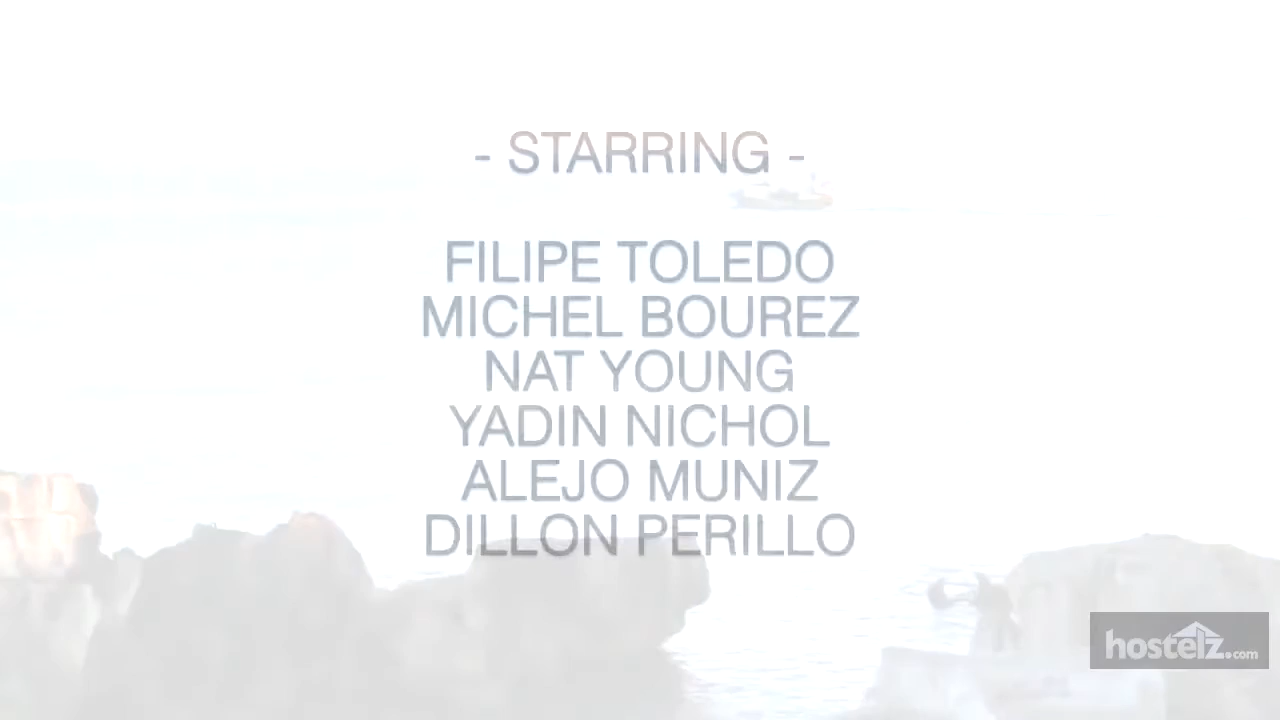 - STARRING -
FILIPE TOLEDO
MICHEL BOUREZ
NAT YOUNG
YADIN NICHOL
ALEJO MUNIZ
DILLON PERILLO
hostelz.com